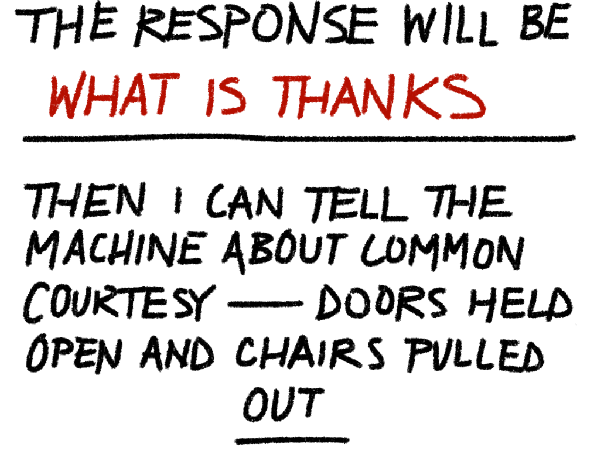 THE RESPONSE WILL BE
WHAT IS THANKS
THEN I CAN TELL THE
MACHINE ABOUT COMMON
COURTESY — DOORS HELD
OPEN AND CHAIRS PULLED
OUT